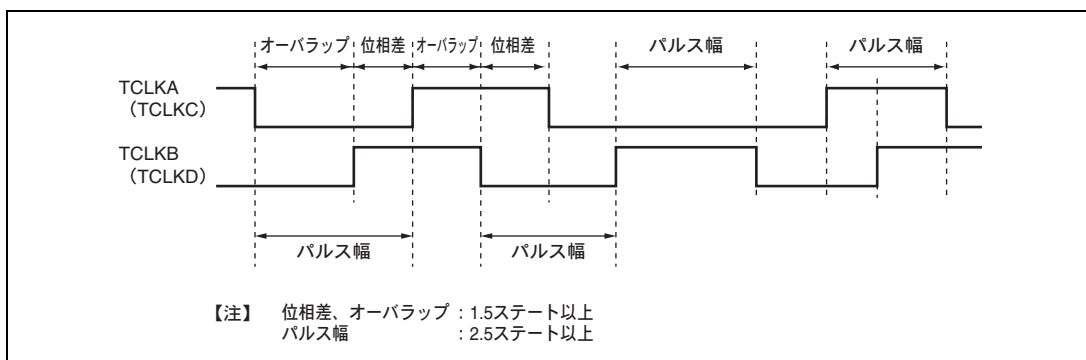 オーバラップ 位相差 オーバラップ 位相差 パルス幅 パルス幅
TCLKA
（TCLKC）
TCLKB
（TCLKD）
パルス幅 パルス幅
【注】 位相差、オーバラップ：1.5ステート以上
パルス幅 ：2.5ステート以上